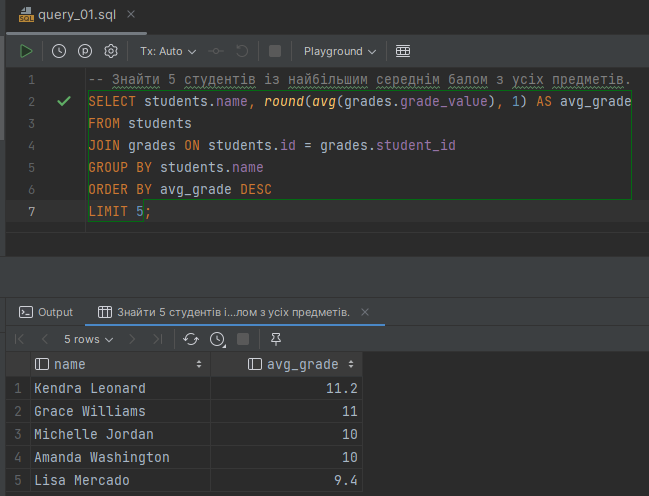 query_01.sql
Tx: Auto
Playground
1 -- Знайти 5 студентів із найбільшим середнім балом з усіх предметів.
2 SELECT students.name, round(avg(grades.grade_value), 1) AS avg_grade
3 FROM students
4 JOIN grades ON students.id = grades.student_id
5 GROUP BY students.name
6 ORDER BY avg_grade DESC
7 LIMIT 5;
Output Знайти 5 студентів і...лом з усіх предметів.
5 rows
name avg_grade
1 Kendra Leonard 11.2
2 Grace Williams 11
3 Michelle Jordan 10
4 Amanda Washington 10
5 Lisa Mercado 9.4